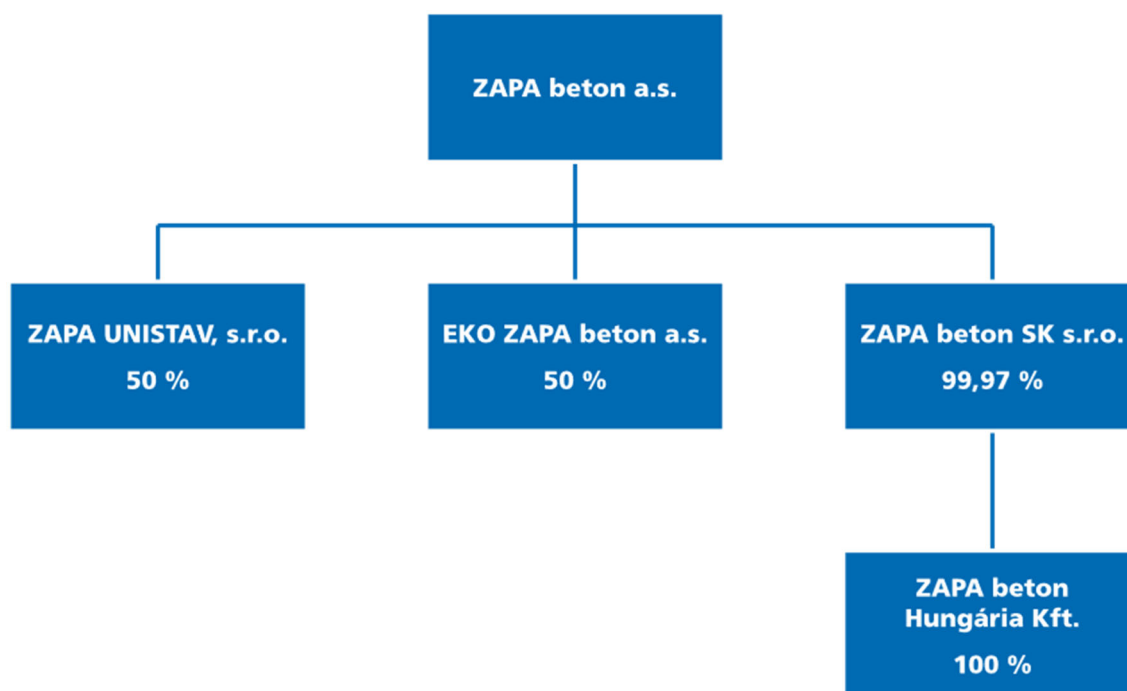 ZAPA beton a.s.
ZAPA UNISTAV, s.r.o.
50 %
EKO ZAPA beton a.s.
50 %
ZAPA beton SK s.r.o.
99,97 %
ZAPA beton
Hungária Kft.
100 %